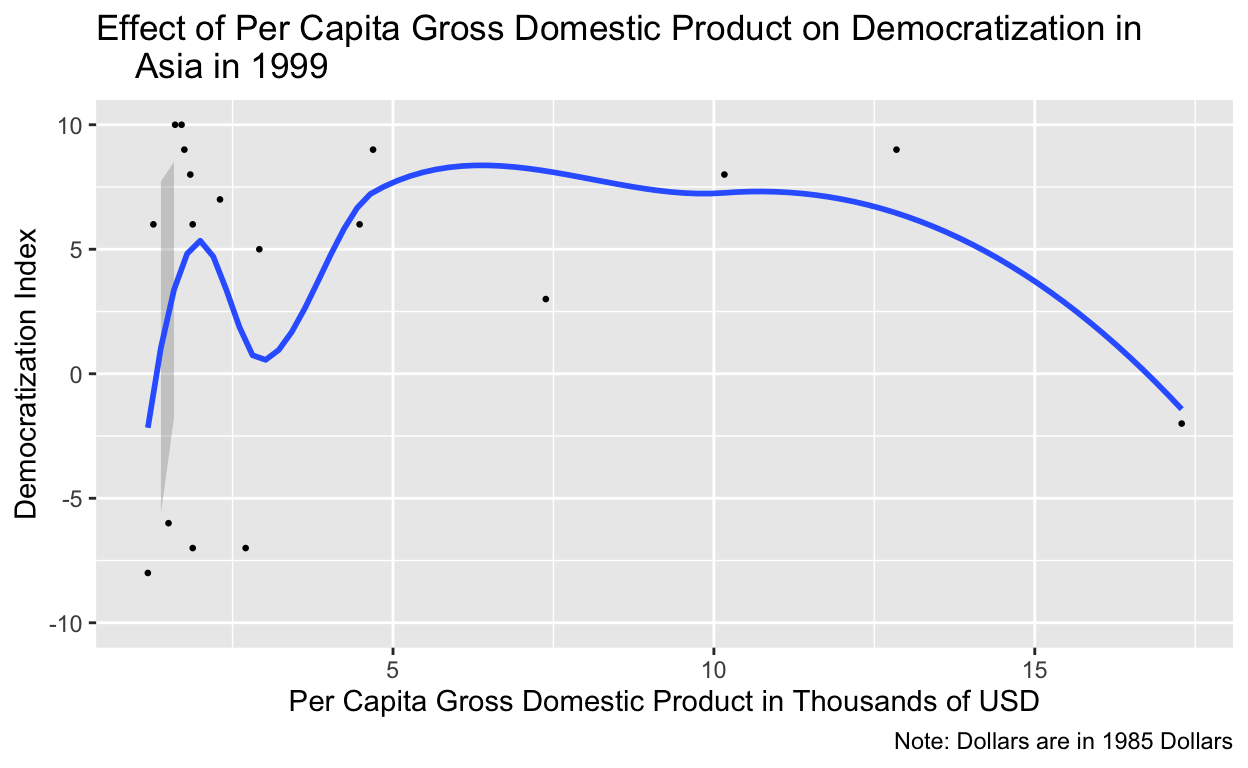 Effect of Per Capita Gross Domestic Product on Democratization in
Asia in 1999
Democratization Index
10
5
0
-5
-10
5
10
15
Per Capita Gross Domestic Product in Thousands of USD
Note: Dollars are in 1985 Dollars